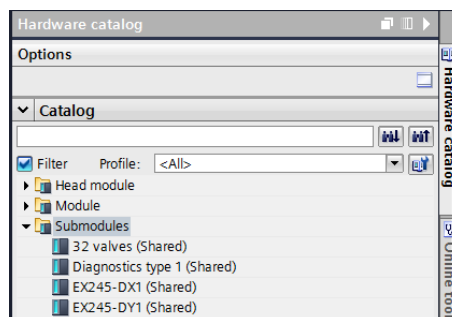 Hardware catalog
Options
Catalog
Filter Profile: <All>
Head module
Module
Submodules
32 valves (Shared)
Diagnostics type 1 (Shared)
EX245-DX1 (Shared)
EX245-DY1 (Shared)
Hardware catalog
Online tool